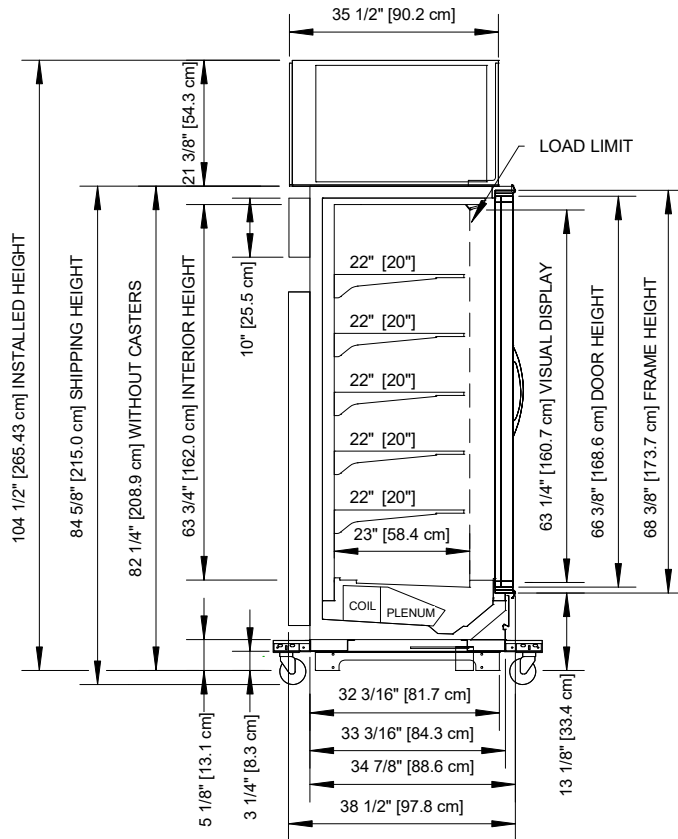 35 1/2" [90.2 cm]
21 3/8" [54.3 cm]
LOAD LIMIT
104 1/2" [265.43 cm] INSTALLED HEIGHT
84 5/8" [215.0 cm] SHIPPING HEIGHT
82 1/4" [208.9 cm] WITHOUT CASTERS
63 3/4" [162.0 cm] INTERIOR HEIGHT
10" [25.5 cm]
22" [20"]
22" [20"]
22" [20"]
22" [20"]
22" [20"]
23" [58.4 cm]
63 1/4" [160.7 cm] VISUAL DISPLAY
66 3/8" [168.6 cm] DOOR HEIGHT
68 3/8" [173.7 cm] FRAME HEIGHT
COIL
PLENUM
5 1/8" [13.1 cm]
3 1/4" [8.3 cm]
13 1/8" [33.4 cm]
32 3/16" [81.7 cm]
33 3/16" [84.3 cm]
34 7/8" [88.6 cm]
38 1/2" [97.8 cm]